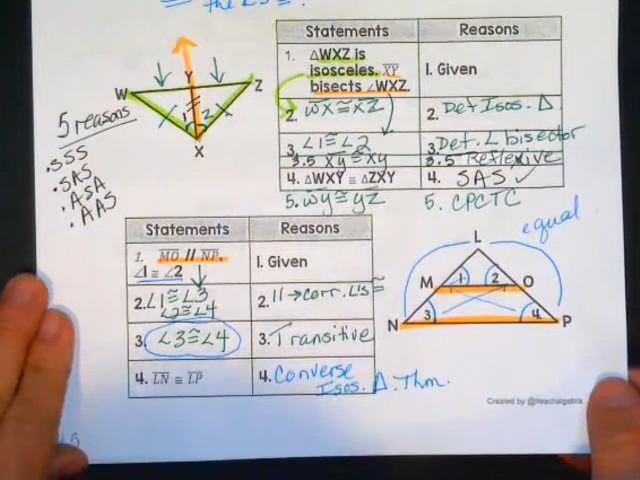 the ∠s ≅.
Statements Reasons
1. △WXZ is isosceles. XY bisects ∠WXZ. 1. Given
2. WX ≅ XZ 2. Def Isos. △
3. ∠1 ≅ ∠2 3. Def. ∠ bisector
3.5 XY ≅ XY 3.5 Reflexive
4. △WXY ≅ △ZXY 4. SAS ✓
5. WY ≅ YZ 5. CPCTC
W Y Z
1 2
X
5 reasons
. SSS
. SAS
. ASA
. AAS
Statements Reasons
1. MO // NP. 1. Given
∠1 ≅ ∠2
2. ∠1 ≅ ∠3 2. || → corr. ∠'s ≅
∠2 ≅ ∠4
3. ∠3 ≅ ∠4 3. Transitive
4. LN ≅ LP 4. Converse
Isos. △. Thm.
equal
L
M 1 2 O
N 3 4 P
Created by @iteachalgebra